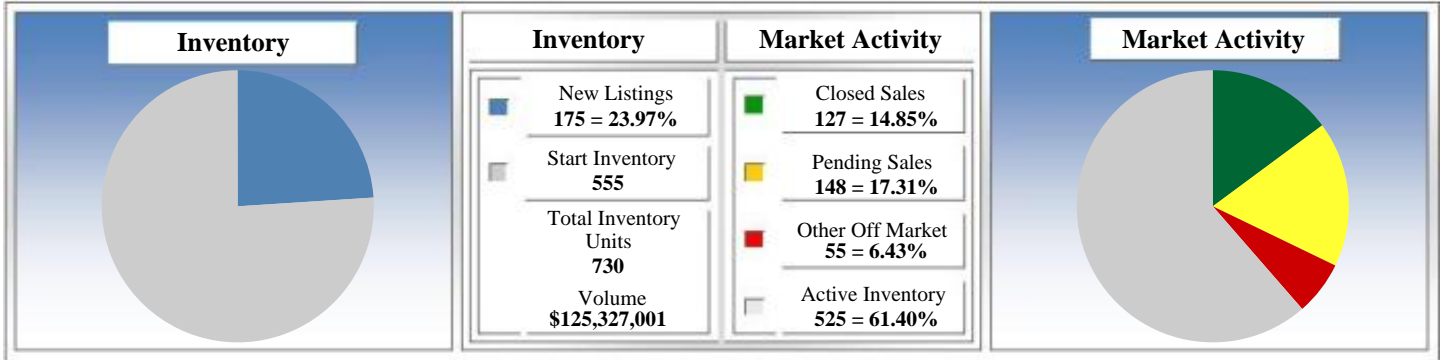 Inventory
Inventory
Market Activity
Market Activity
New Listings
175 = 23.97%
Start Inventory
555
Total Inventory
Units
730
Volume
$125,327,001
Closed Sales
127 = 14.85%
Pending Sales
148 = 17.31%
Other Off Market
55 = 6.43%
Active Inventory
525 = 61.40%